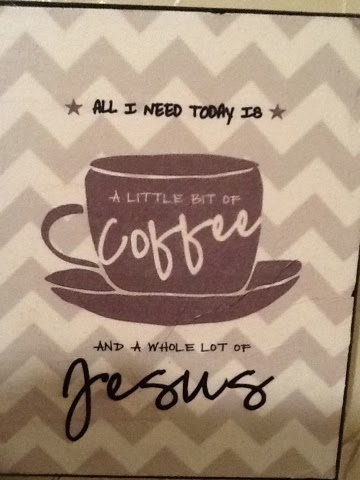 ALL I NEED TODAY IS
A LITTLE BIT OF
Coffee
AND A WHOLE LOT OF
Jesus